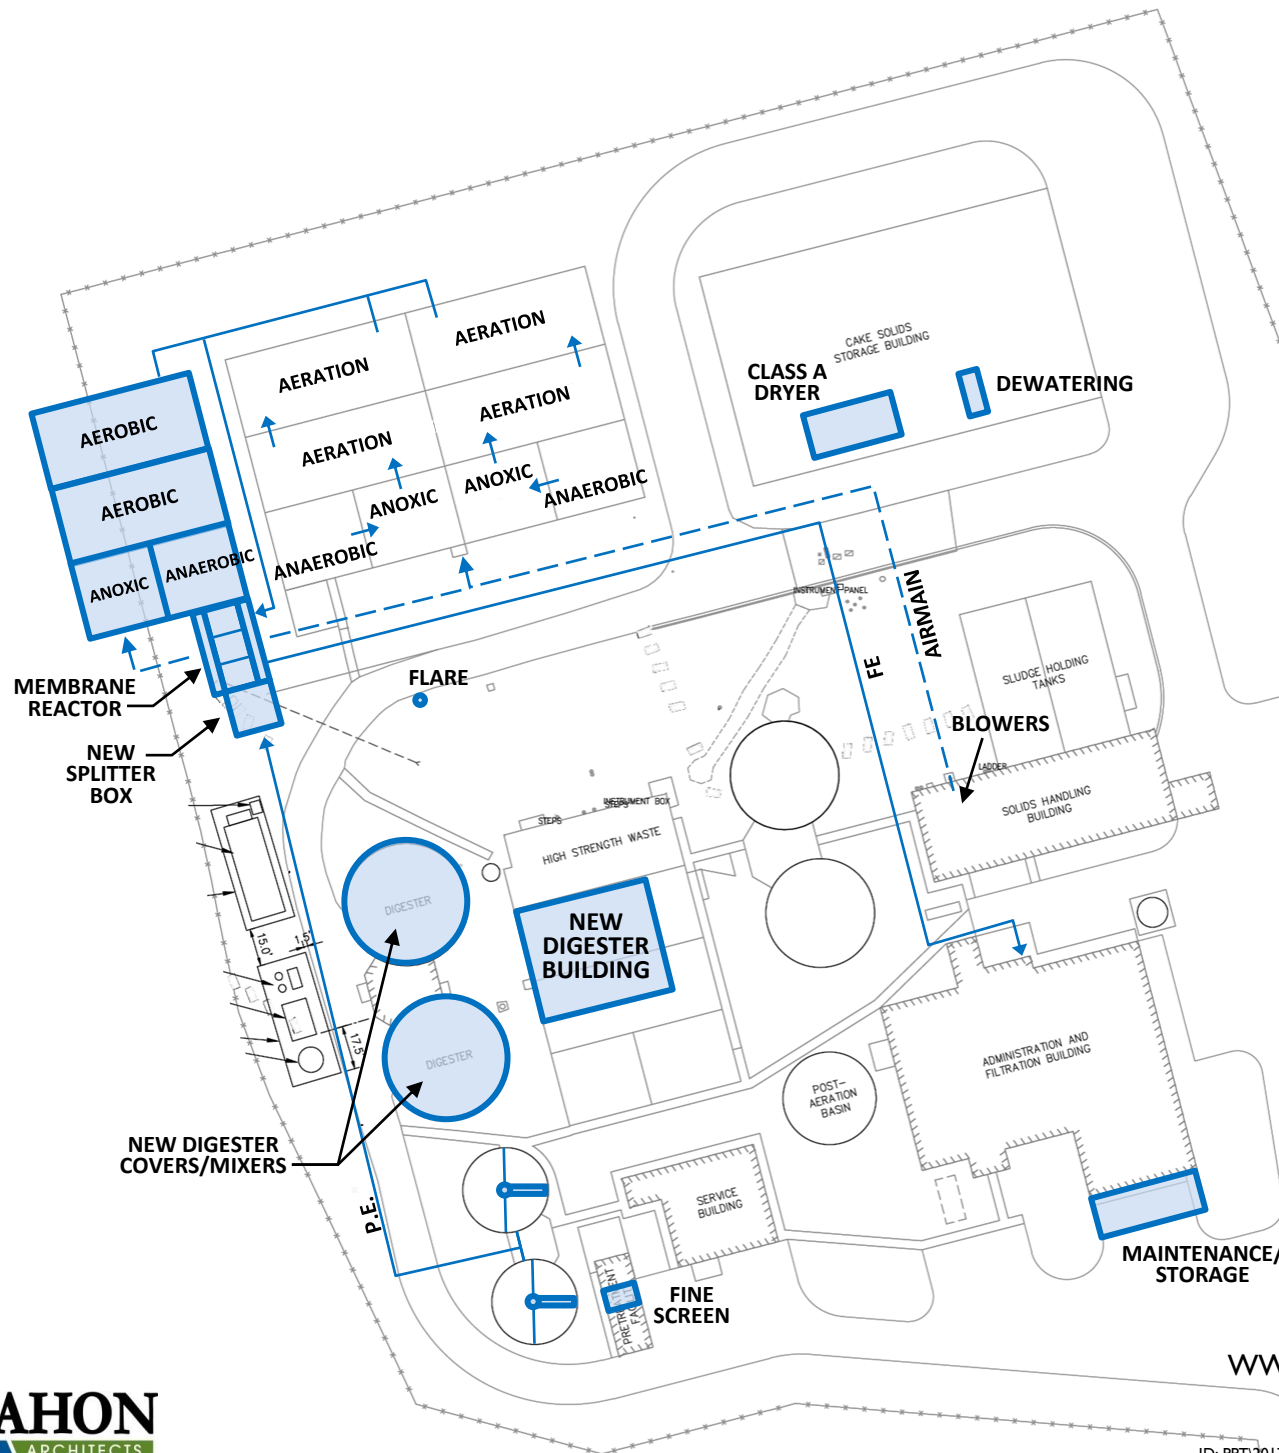 AERATION
AERATION
CAKE SOLIDS
STORAGE BUILDING
CLASS A
DRYER
DEWATERING
AEROBIC
AERATION
AERATION
AEROBIC
ANOXIC
ANOXIC
ANAEROBIC
ANAEROBIC
ANAEROBIC
ANOXIC
INSTRUMENT PANEL
AIRMAIN
FE
SLUDGE HOLDING
TANKS
MEMBRANE
REACTOR
FLARE
BLOWERS
NEW
SPLITTER
BOX
LADDER
SOLIDS HANDLING
BUILDING
INSTRUMENT BOX
STEPS
STEPS
HIGH STRENGTH WASTE
DIGESTER
NEW
DIGESTER
BUILDING
15.0'
1.5'
17.5'
DIGESTER
ADMINISTRATION AND
FILTRATION BUILDING
POST-
AERATION
BASIN
NEW DIGESTER
COVERS/MIXERS
P.E.
SERVICE
BUILDING
MAINTENANCE/
STORAGE
FINE
SCREEN
WW
AHON
ARCHITECTS